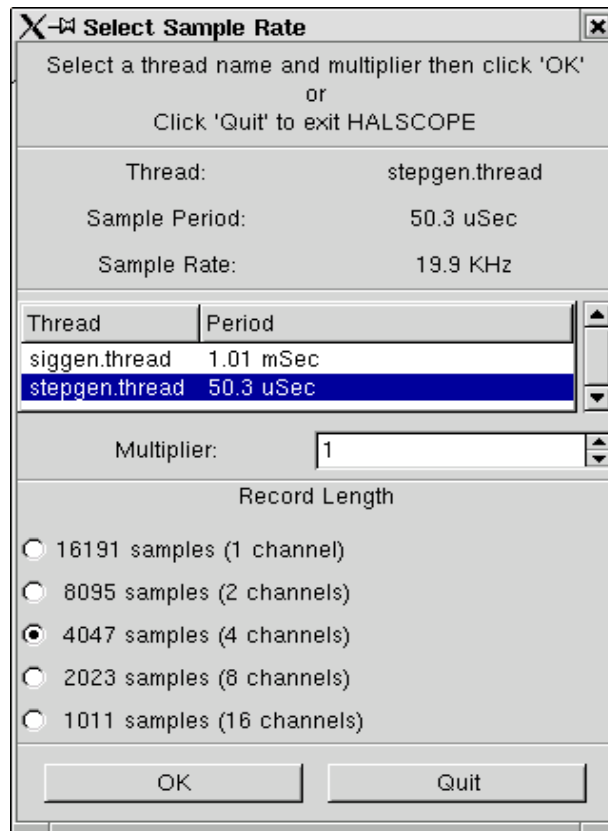 Select Sample Rate
Select a thread name and multiplier then click 'OK'
or
Click 'Quit' to exit HALSCOPE
Thread: stepgen.thread
Sample Period: 50.3 uSec
Sample Rate: 19.9 KHz
Thread Period
siggen.thread 1.01 mSec
stepgen.thread 50.3 uSec
Multiplier: 1
Record Length
16191 samples (1 channel)
8095 samples (2 channels)
4047 samples (4 channels)
2023 samples (8 channels)
1011 samples (16 channels)
OK Quit